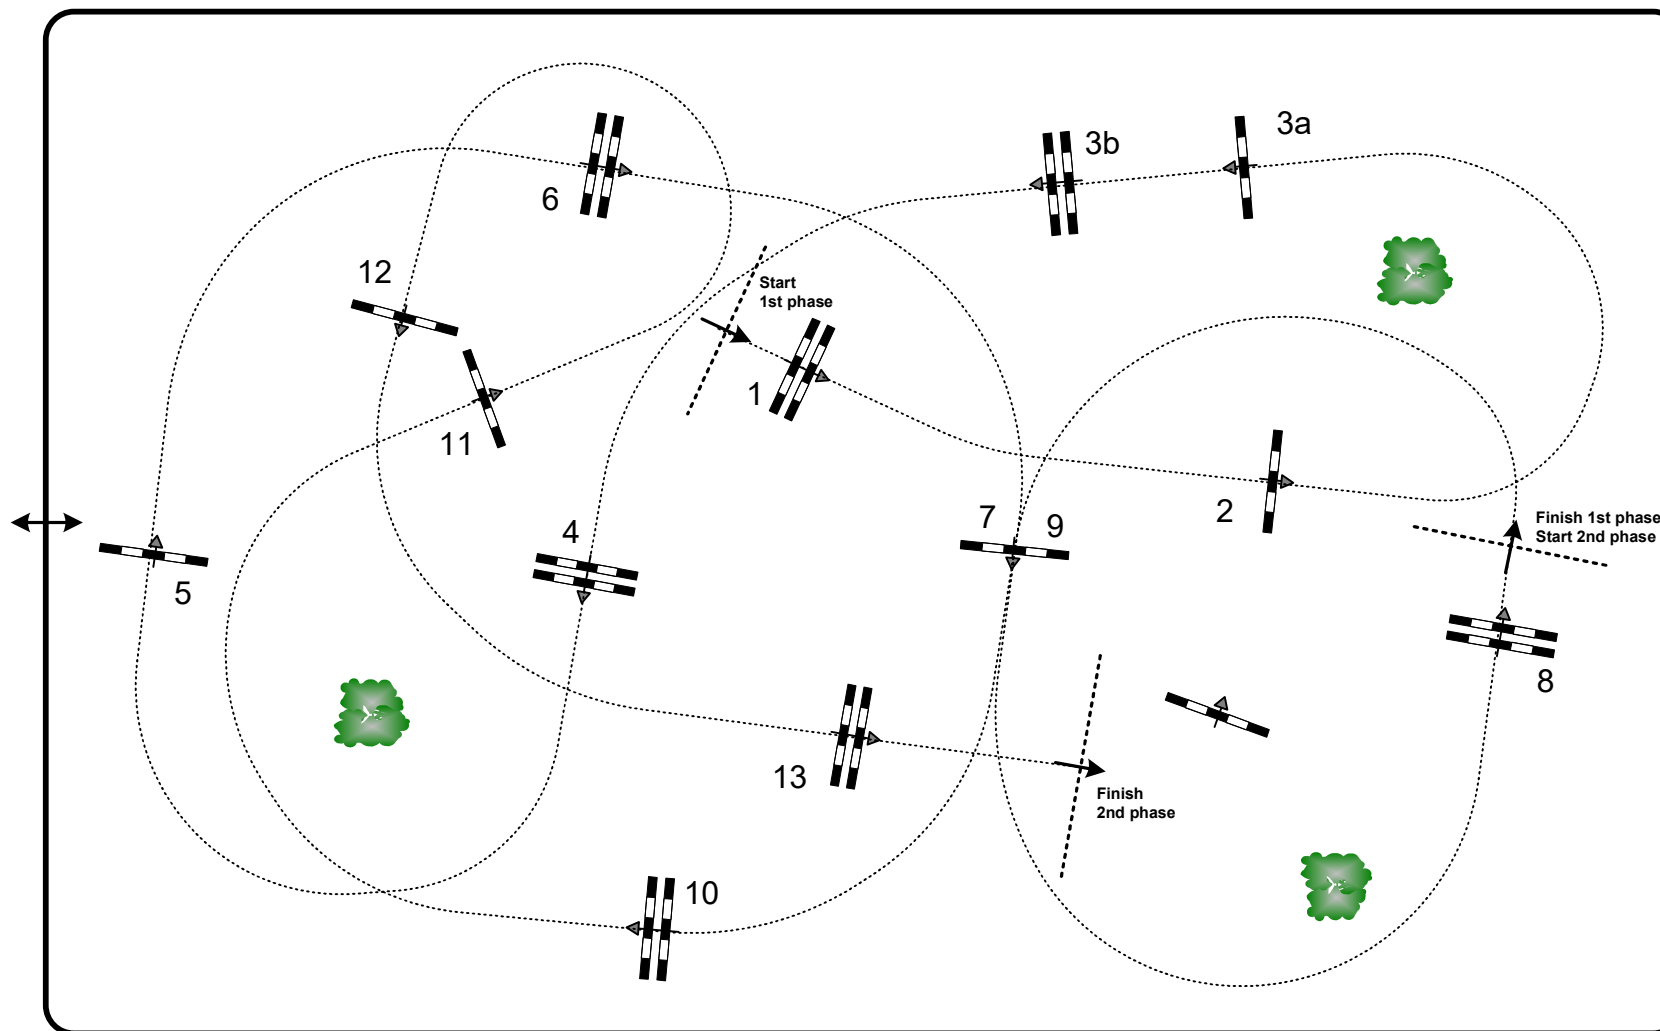 3a
3b
6
12
Start
1st phase
1
11
2
7
9
4
Finish 1st phase
Start 2nd phase
5
8
13
Finish
2nd phase
10